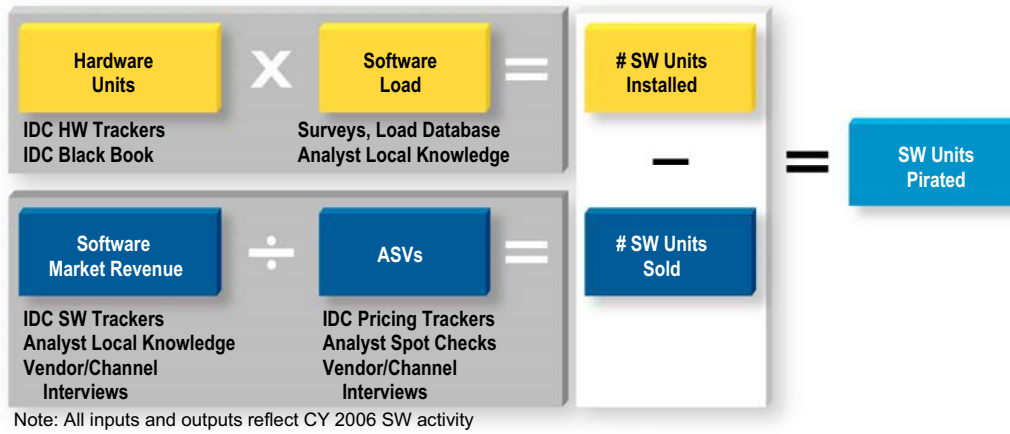 Hardware
Units
X
Software
Load
=
# SW Units
Installed
IDC HW Trackers
IDC Black Book
Surveys, Load Database
Analyst Local Knowledge
–
=
SW Units
Pirated
Software
Market Revenue
÷
ASVs
=
# SW Units
Sold
IDC SW Trackers
Analyst Local Knowledge
Vendor/Channel
Interviews
IDC Pricing Trackers
Analyst Spot Checks
Vendor/Channel
Interviews
Note: All inputs and outputs reflect CY 2006 SW activity